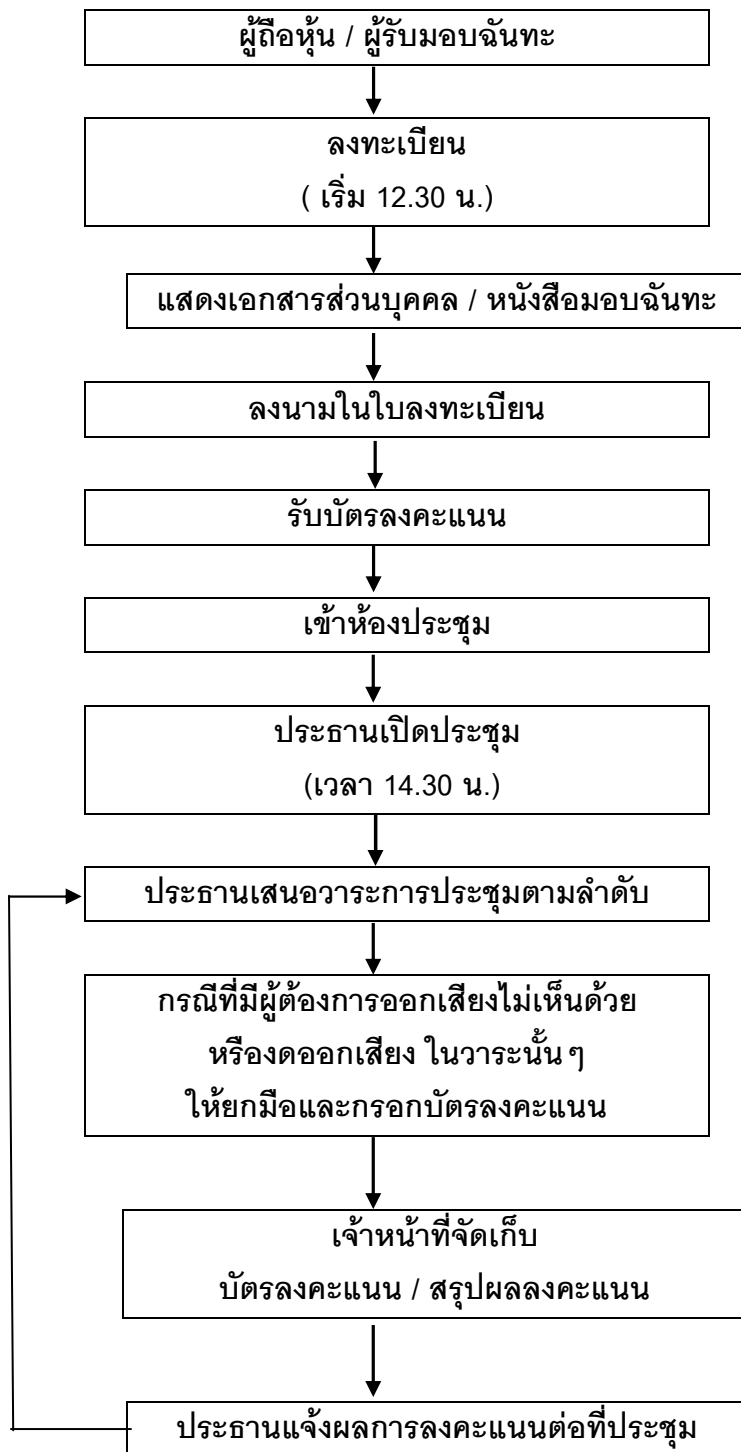 ผู้ถือหุ้น / ผู้รับมอบฉันทะ
ลงทะเบียน
( เริ่ม 12.30 น.)
แสดงเอกสารส่วนบุคคล / หนังสือมอบฉันทะ
ลงนามในใบลงทะเบียน
รับบัตรลงคะแนน
เข้าห้องประชุม
ประธานเปิดประชุม
(เวลา 14.30 น.)
ประธานเสนอวาระการประชุมตามลำดับ
กรณีที่มีผู้ต้องการออกเสียงไม่เห็นด้วย
หรืองดออกเสียง ในวาระนั้นๆ
ให้ยกมือและกรอกบัตรลงคะแนน
เจ้าหน้าที่จัดเก็บ
บัตรลงคะแนน / สรุปผลลงคะแนน
ประธานแจ้งผลการลงคะแนนต่อที่ประชุม